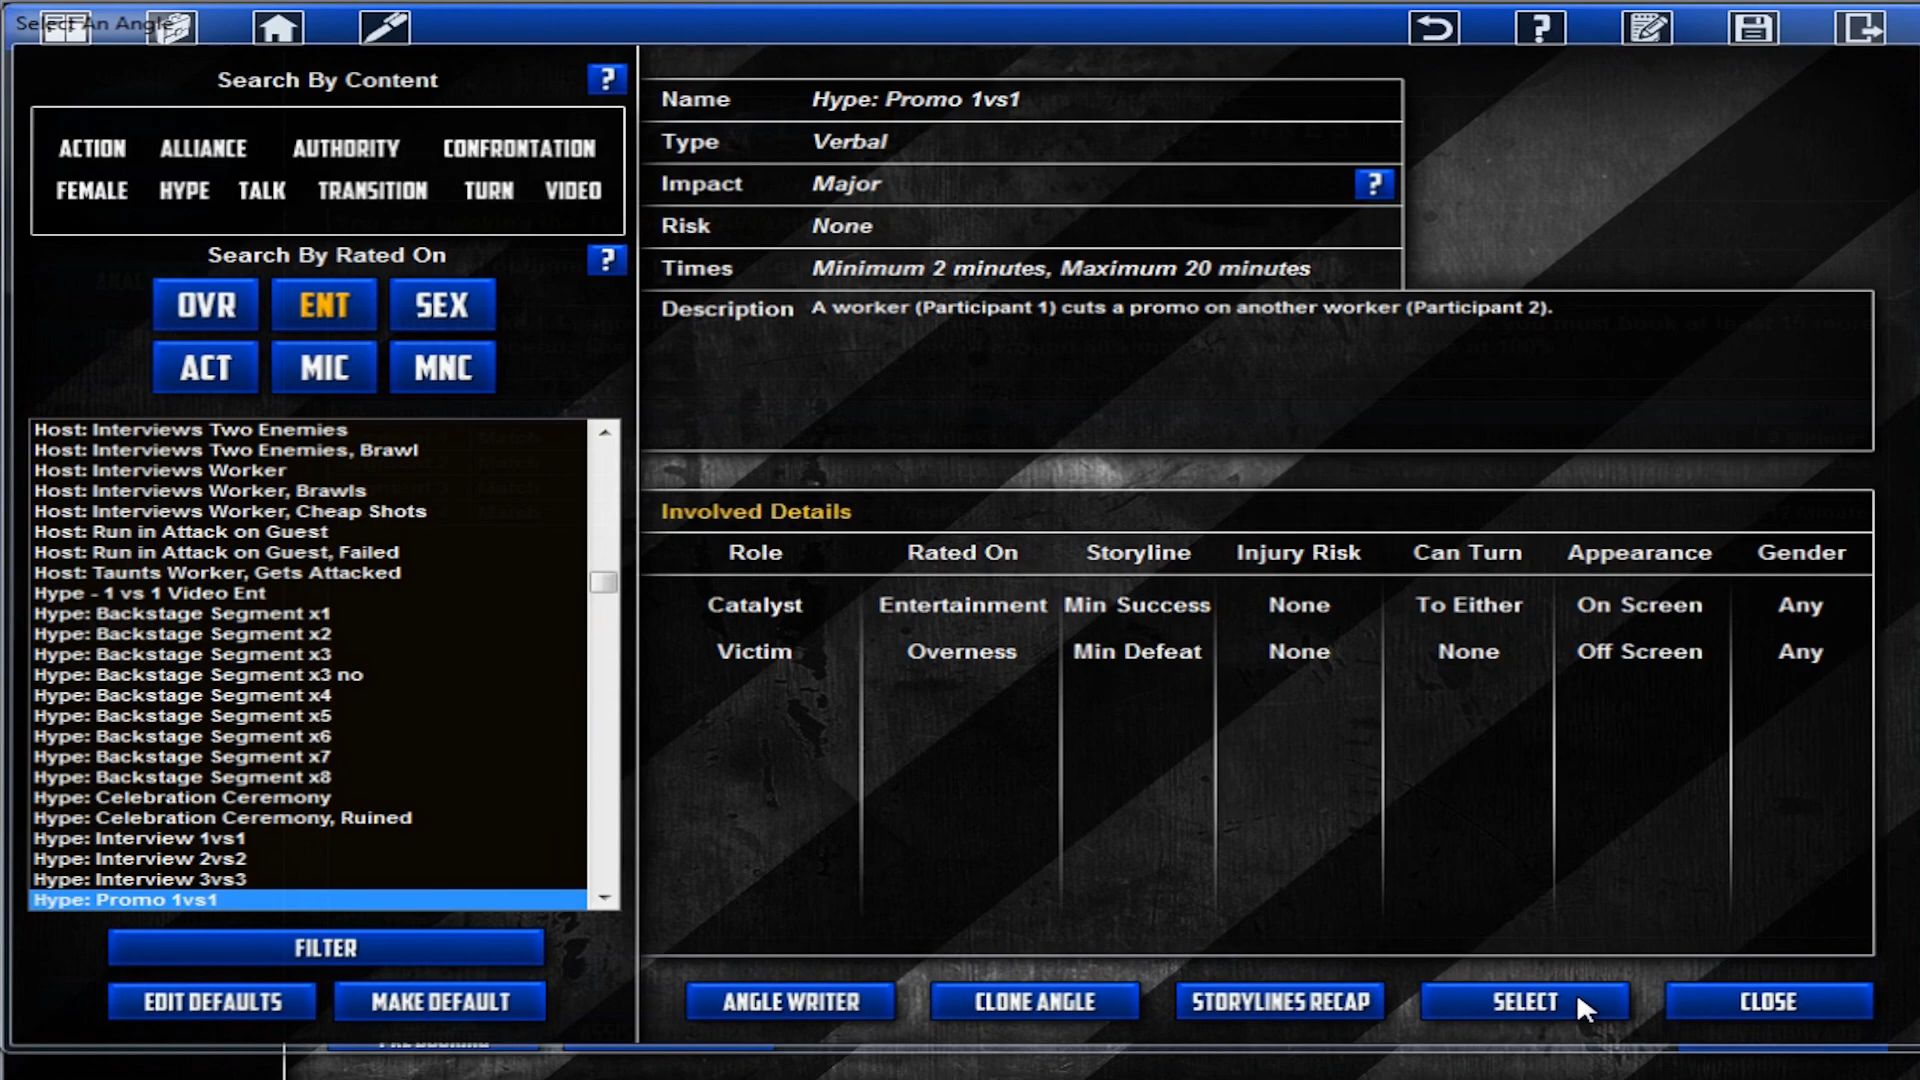 Select An Angle
Search By Content
?
ACTION ALLIANCE AUTHORITY CONFRONTATION
FEMALE HYPE TALK TRANSITION TURN VIDEO
Search By Rated On
?
OVR ENT SEX
ACT MIC MNC
Host: Interviews Two Enemies
Host: Interviews Two Enemies, Brawl
Host: Interviews Worker
Host: Interviews Worker, Brawls
Host: Interviews Worker, Cheap Shots
Host: Run in Attack on Guest
Host: Run in Attack on Guest, Failed
Host: Taunts Worker, Gets Attacked
Hype - 1 vs 1 Video Ent
Hype: Backstage Segment x1
Hype: Backstage Segment x2
Hype: Backstage Segment x3
Hype: Backstage Segment x3 no
Hype: Backstage Segment x4
Hype: Backstage Segment x5
Hype: Backstage Segment x6
Hype: Backstage Segment x7
Hype: Backstage Segment x8
Hype: Celebration Ceremony
Hype: Celebration Ceremony, Ruined
Hype: Interview 1vs1
Hype: Interview 2vs2
Hype: Interview 3vs3
Hype: Promo 1vs1
FILTER
EDIT DEFAULTS MAKE DEFAULT
?
Name Hype: Promo 1vs1
Type Verbal
Impact Major ?
Risk None
Times Minimum 2 minutes, Maximum 20 minutes
Description A worker (Participant 1) cuts a promo on another worker (Participant 2).
Involved Details
Role Rated On Storyline Injury Risk Can Turn Appearance Gender
Catalyst Entertainment Min Success None To Either On Screen Any
Victim Overness Min Defeat None None Off Screen Any
ANGLE WRITER CLONE ANGLE STORYLINES RECAP SELECT CLOSE